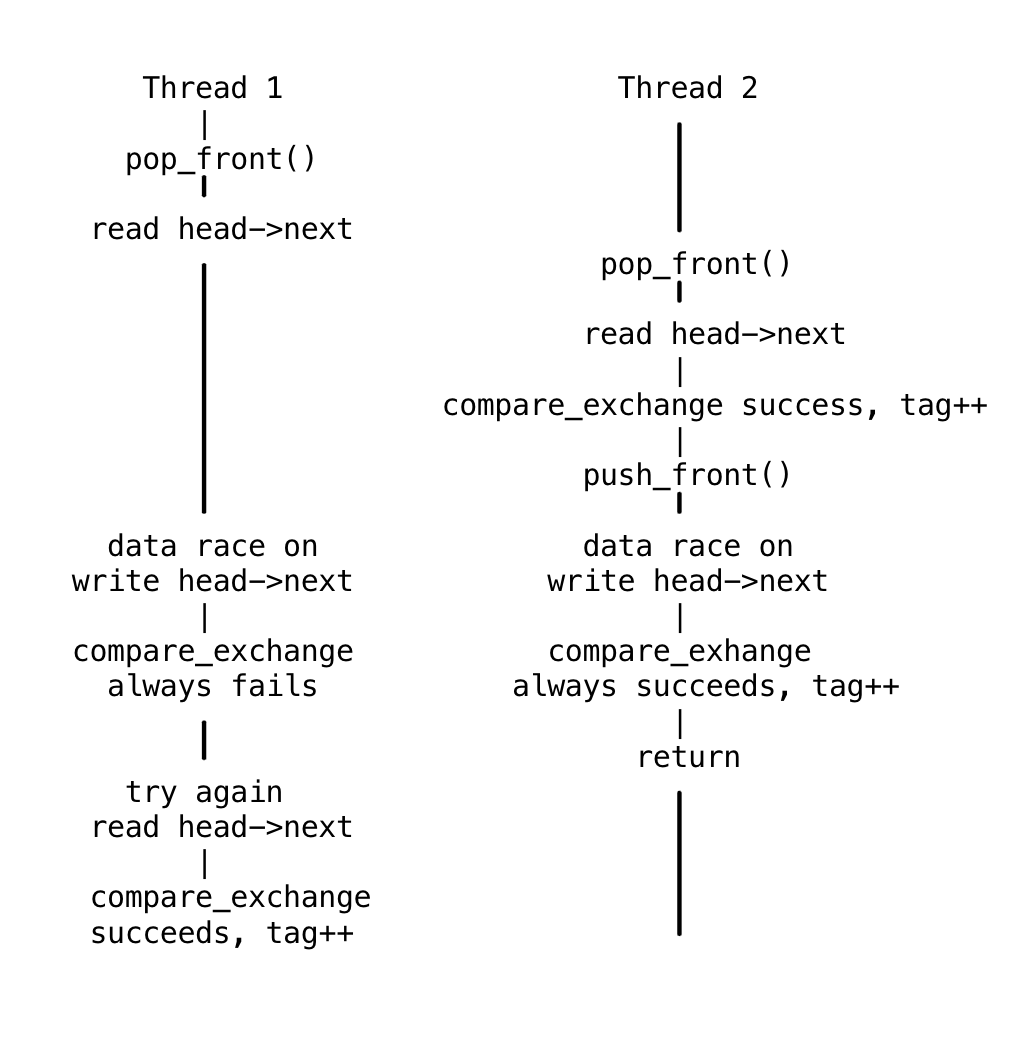 Thread 1
pop_front()
read head->next
data race on
write head->next
compare_exchange
always fails
try again
read head->next
compare_exchange
succeeds, tag++
Thread 2
pop_front()
read head->next
compare_exchange success, tag++
push_front()
data race on
write head->next
compare_exhange
always succeeds, tag++
return